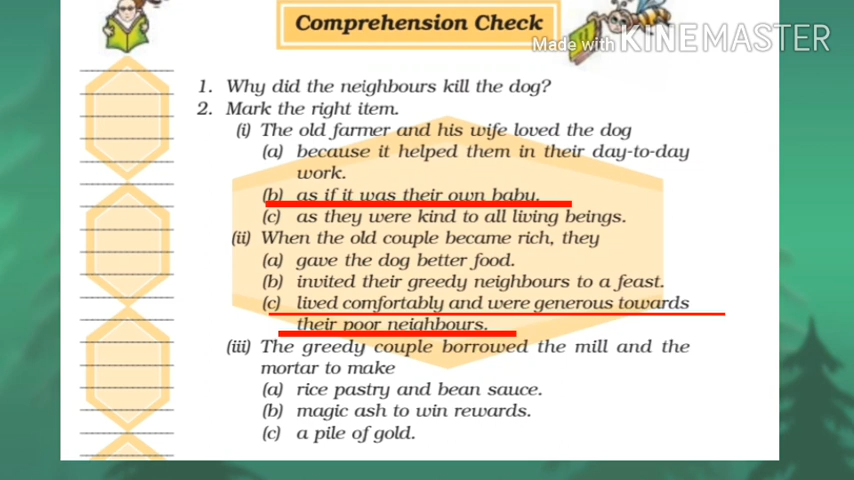 Comprehension Check
Made with KINEMASTER
1. Why did the neighbours kill the dog?
2. Mark the right item.
(i) The old farmer and his wife loved the dog
(a) because it helped them in their day-to-day
work.
(b) as if it was their own baby.
(c) as they were kind to all living beings.
(ii) When the old couple became rich, they
(a) gave the dog better food.
(b) invited their greedy neighbours to a feast.
(c) lived comfortably and were generous towards
their poor neighbours.
(iii) The greedy couple borrowed the mill and the
mortar to make
(a) rice pastry and bean sauce.
(b) magic ash to win rewards.
(c) a pile of gold.